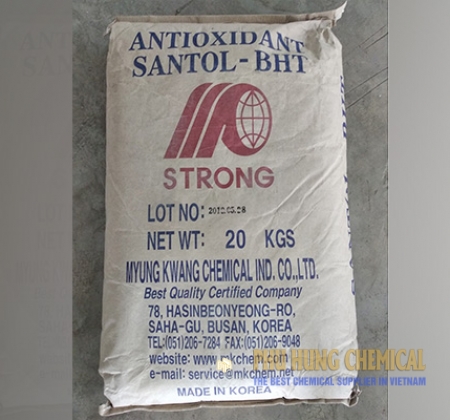 ANTIOXIDANT
SANTOL-BHT
STRONG
LOT NO:
NET WT: 20 KGS
MYUNG KWANG CHEMICAL IND. CO.,LTD.
Best Quality Certified Company
78, HASINBEONYEONG-RO,
SAHA-GU, BUSAN, KOREA
TEL:(051)206-7284 FAX:(051)206-9048
website: www.mkchem.com
e-mail: service@mkchem.net
MADE IN KOREA
HUNG CHEMICAL
THE BEST CHEMICAL SUPPLIER IN VIETNAM